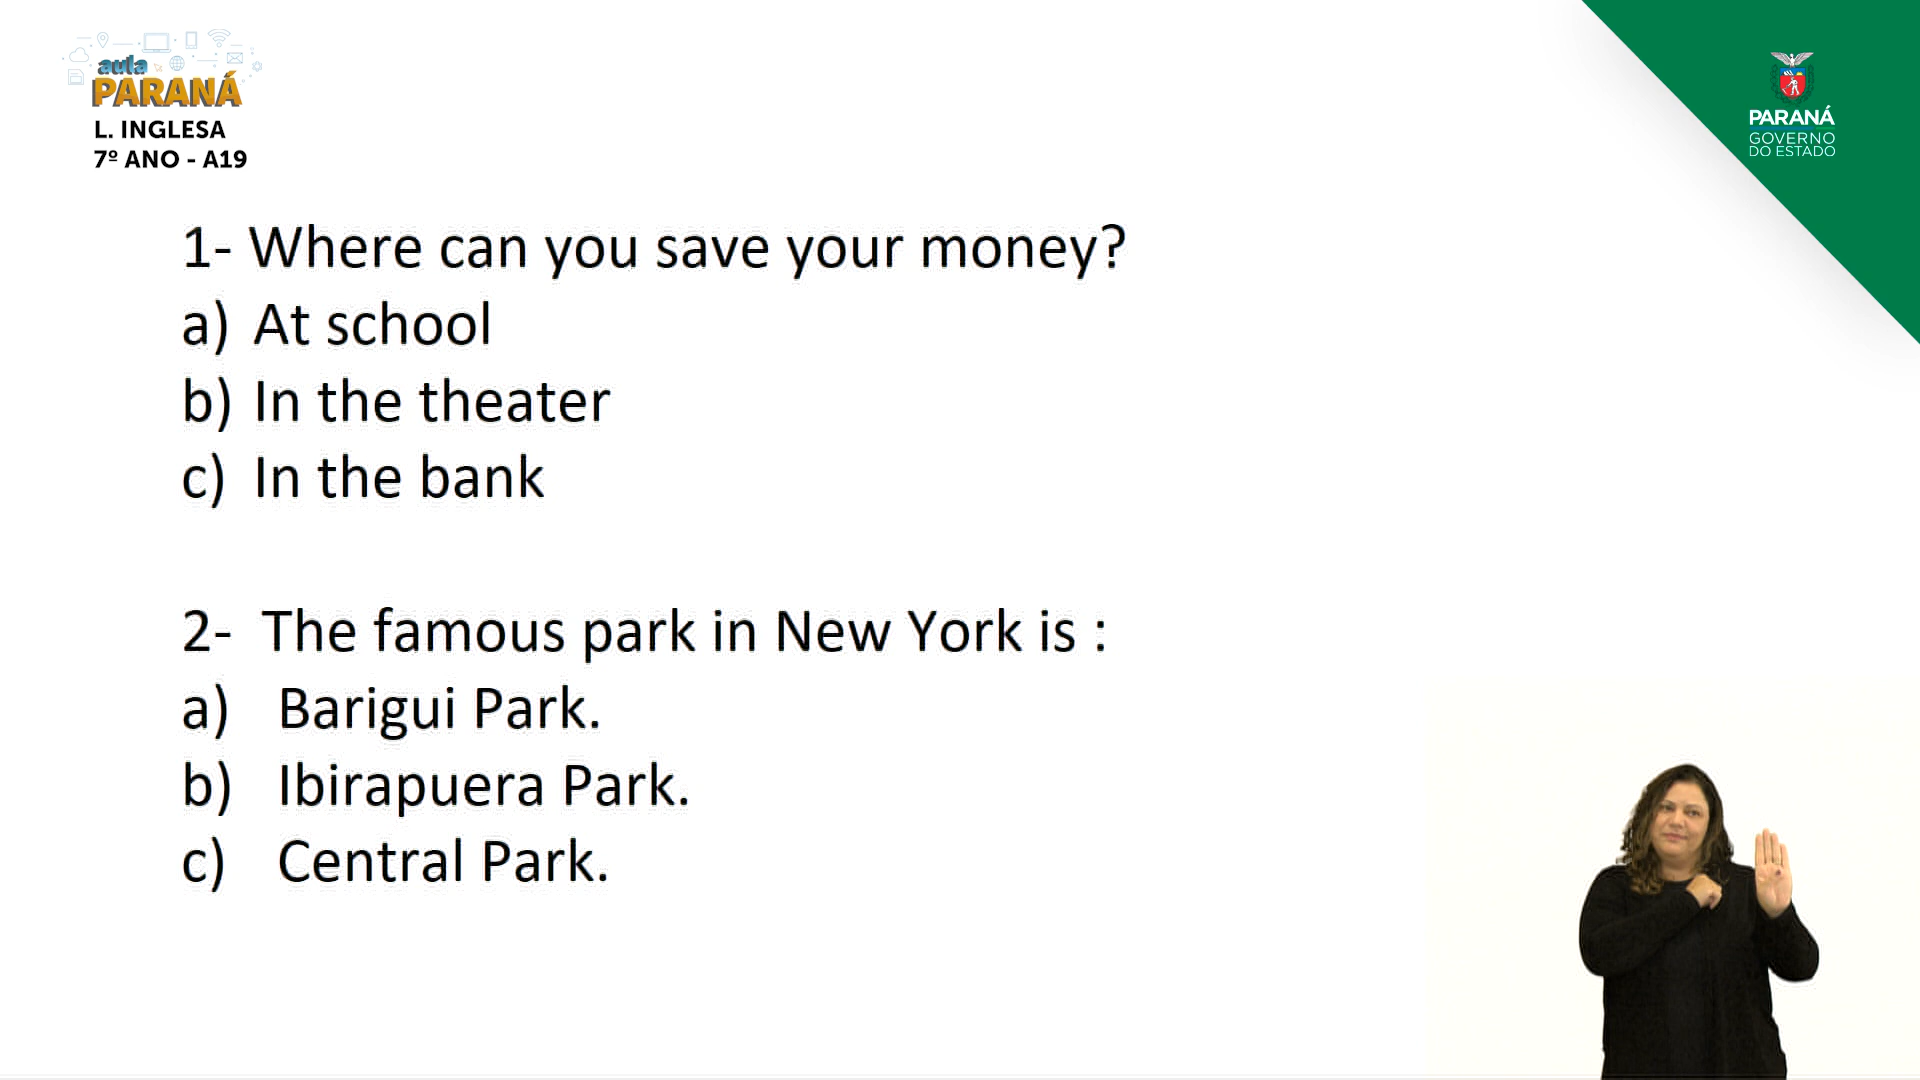 aula
PARANÁ
L. INGLESA
7º ANO - A19
PARANÁ
GOVERNO
DO ESTADO
1- Where can you save your money?
a) At school
b) In the theater
c) In the bank
2- The famous park in New York is :
a) Barigui Park.
b) Ibirapuera Park.
c) Central Park.